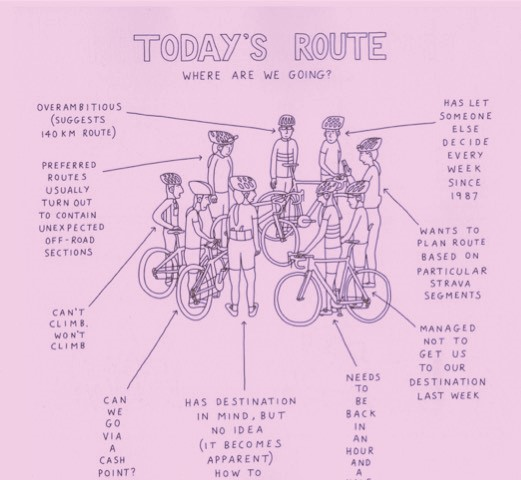 TODAY'S ROUTE
WHERE ARE WE GOING?
OVERAMBITIOUS
(SUGGESTS
140 KM ROUTE)
HAS LET
SOMEONE
ELSE
DECIDE
EVERY
WEEK
SINCE
1987
PREFERRED
ROUTES
USUALLY
TURN OUT
TO CONTAIN
UNEXPECTED
OFF-ROAD
SECTIONS
WANTS TO
PLAN ROUTE
BASED ON
PARTICULAR
STRAVA
SEGMENTS
CAN'T
CLIMB,
WON'T
CLIMB
MANAGED
NOT TO
GET US
TO OUR
DESTINATION
LAST WEEK
CAN
WE
GO
VIA
A
CASH
POINT?
HAS DESTINATION
IN MIND, BUT
NO IDEA
(IT BECOMES
APPARENT)
HOW TO
NEEDS
TO
BE
BACK
IN
AN
HOUR
AND
A